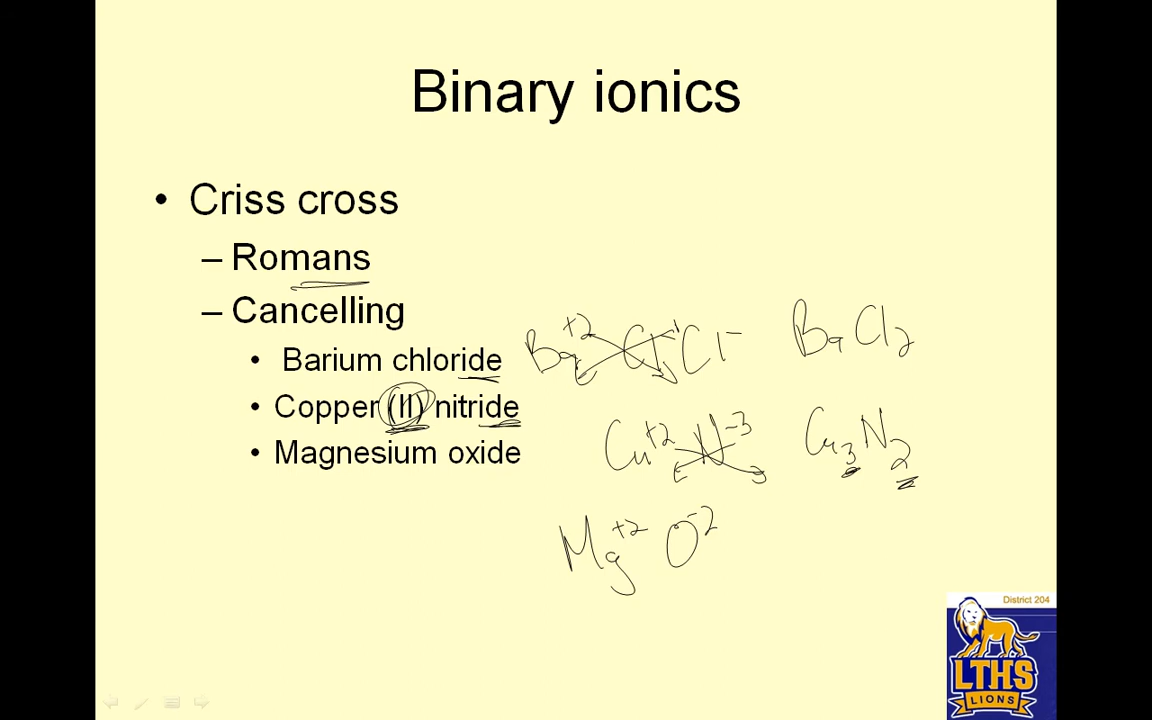 Binary ionics
• Criss cross
– Romans
– Cancelling
• Barium chloride
• Copper (II) nitride
• Magnesium oxide
Ba+2 Cl-1 Cl- BaCl2
Cu+2 N-3 Cu3N2
Mg+2 O-2
District 204
LTHS
LIONS